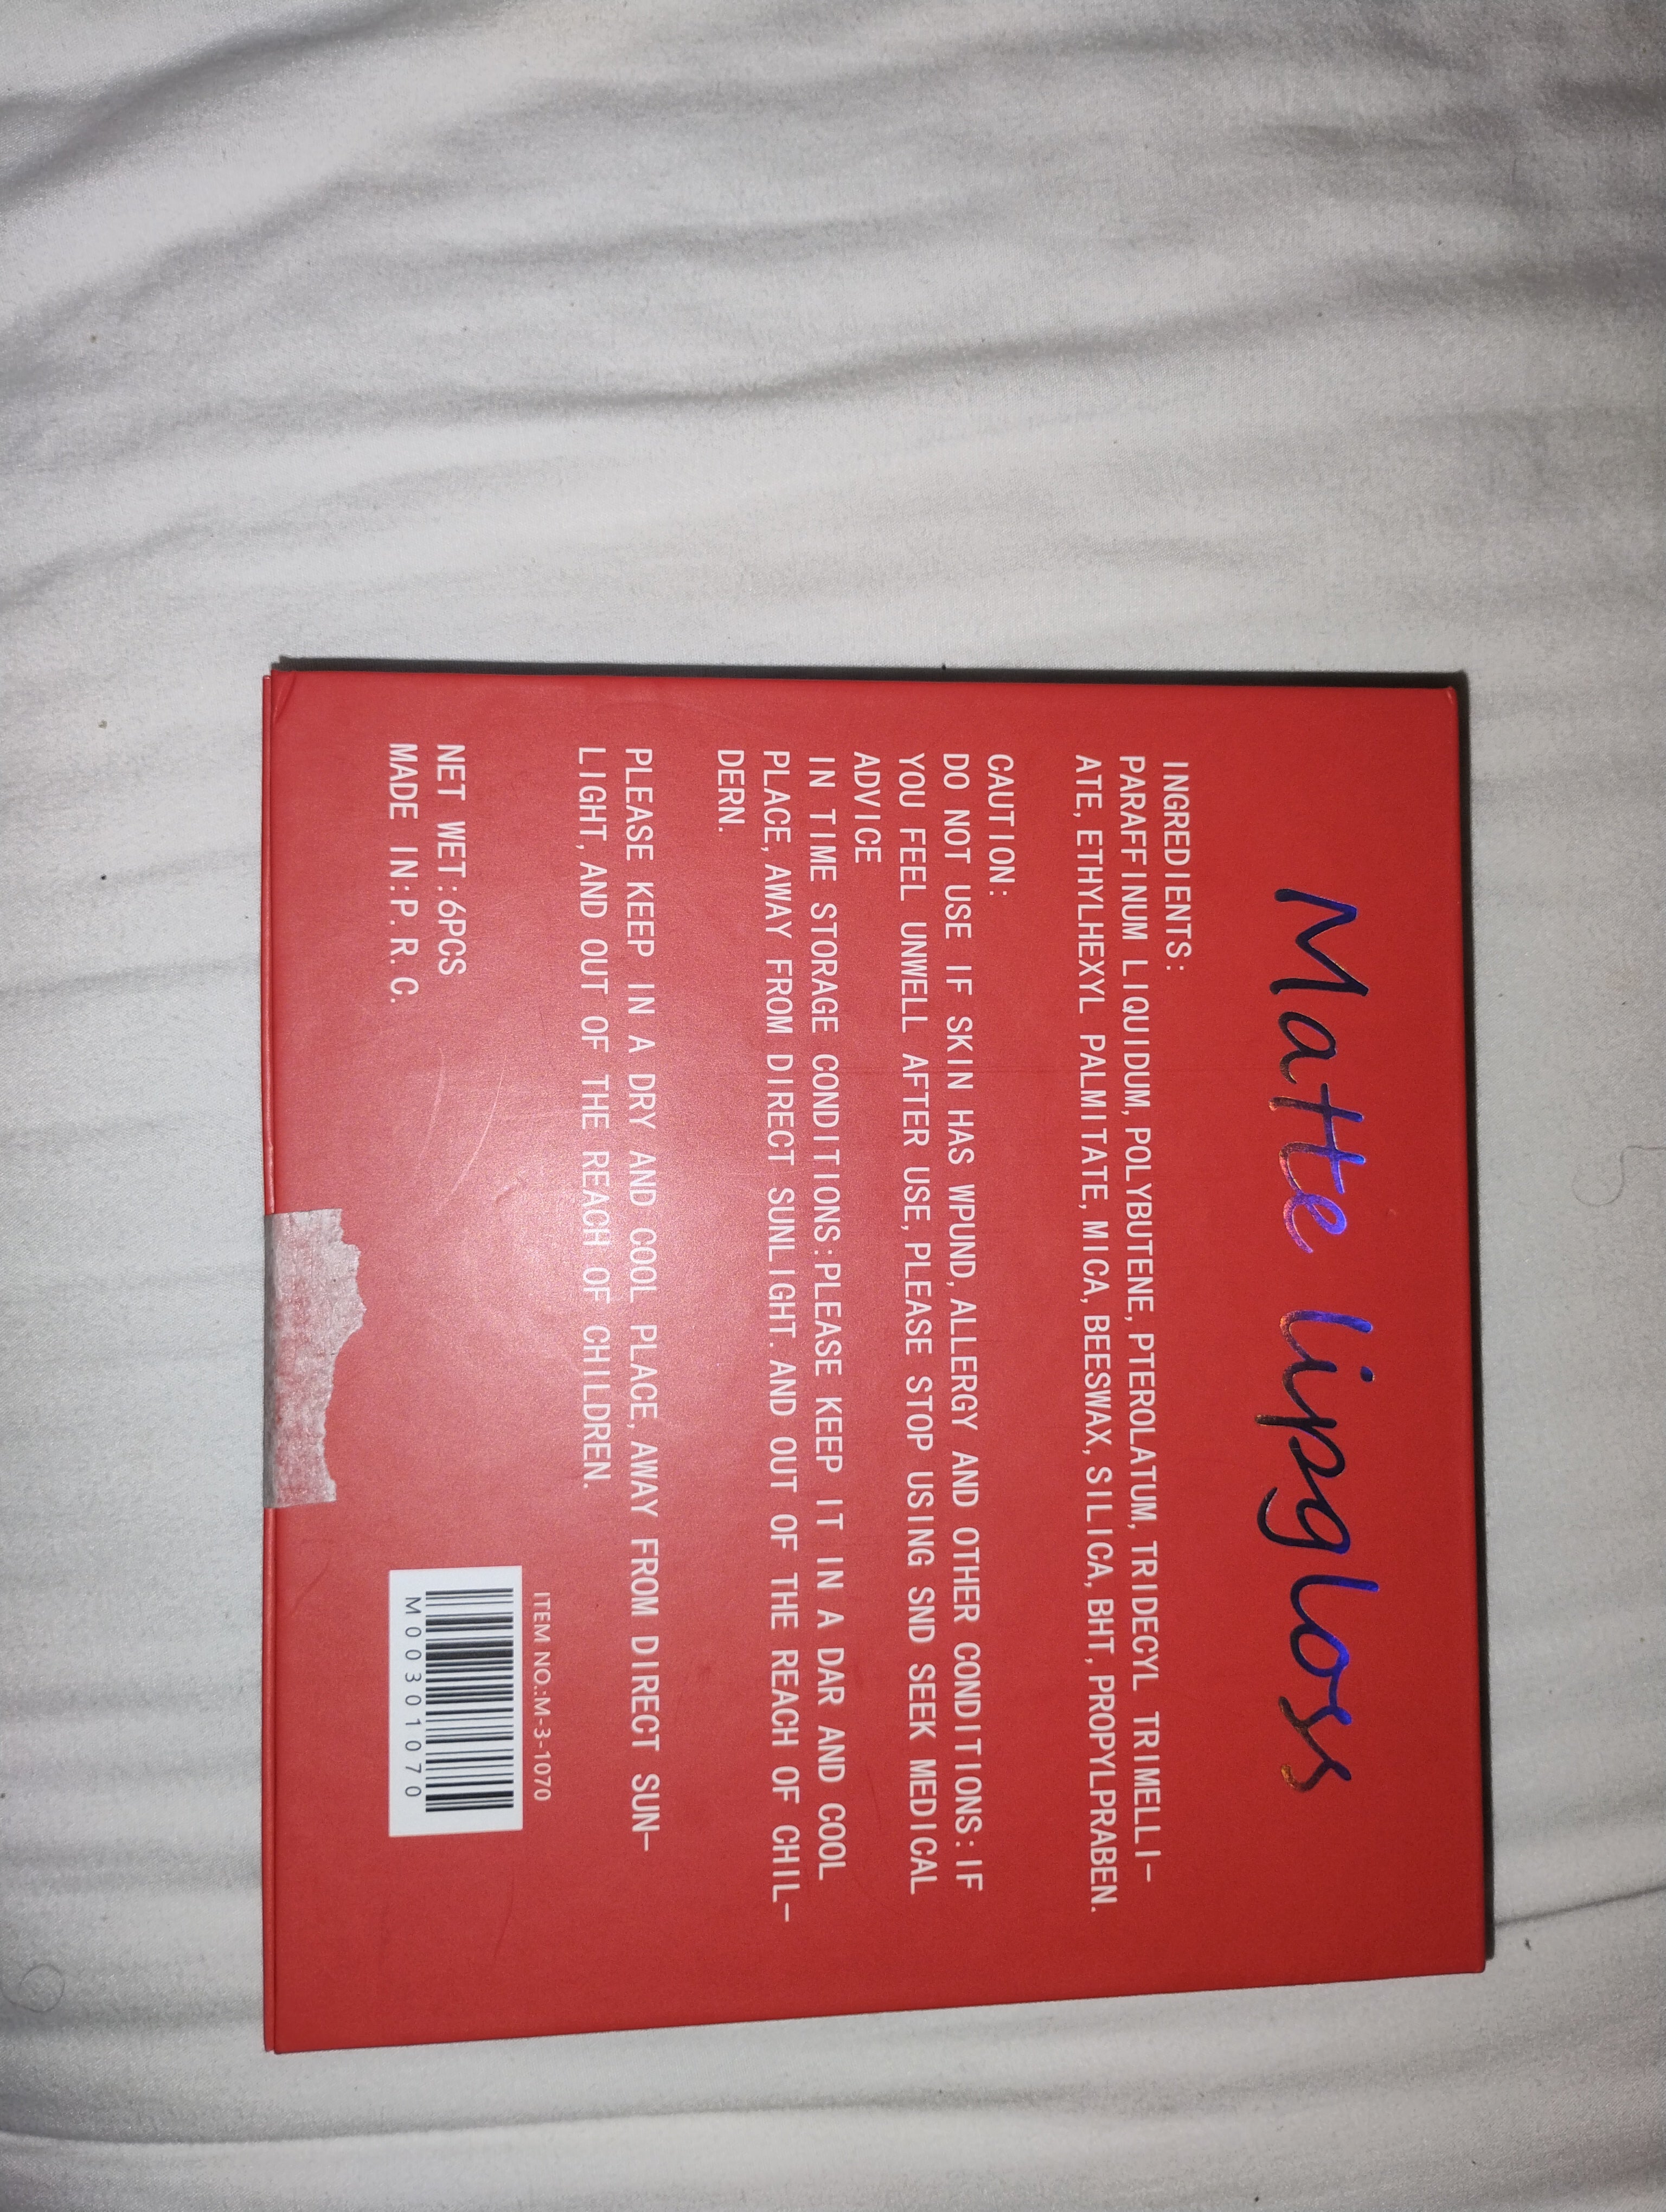 Matte lipgloss
INGREDIENTS:
PARAFFINUM LIQUIDUM, POLYBUTENE, PTEROLATUM, TRIDECYL TRIMELLI-
ATE, ETHYLHEXYL PALMITATE, MICA, BEESWAX, SILICA, BHT, PROPYLPRABEN.
CAUTION:
DO NOT USE IF SKIN HAS WPUND, ALLERGY AND OTHER CONDITIONS: IF
YOU FEEL UNWELL AFTER USE, PLEASE STOP USING SND SEEK MEDICAL
ADVICE
IN TIME STORAGE CONDITIONS:PLEASE KEEP IT IN A DAR AND COOL
PLACE, AWAY FROM DIRECT SUNLIGHT. AND OUT OF THE REACH OF CHIL-
DERN.
PLEASE KEEP IN A DRY AND COOL PLACE, AWAY FROM DIRECT SUN-
LIGHT, AND OUT OF THE REACH OF CHILDREN.
NET WET:6PCS
MADE IN:P.R.C.
ITEM NO.:M-3-1070
M00301070